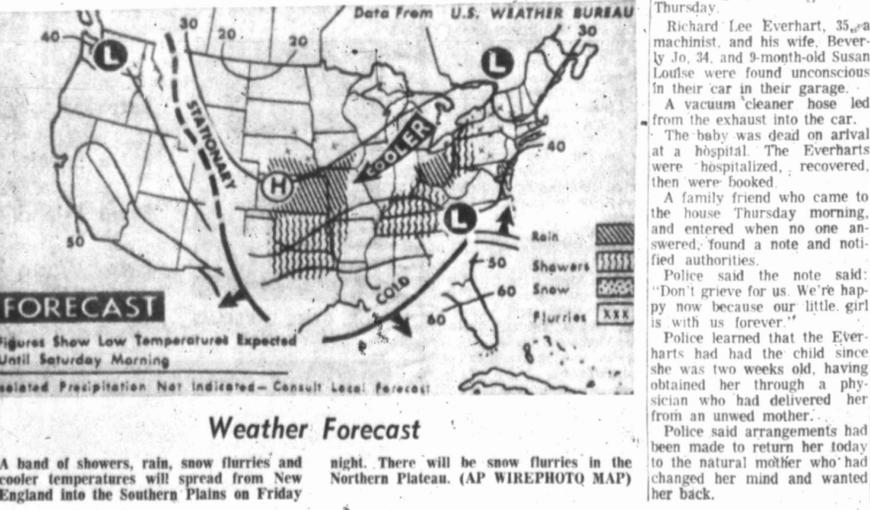 Data From U.S. WEATHER BUREAU
30
20
20
30
40
L
L
STATIONARY
COOLER
40
H
L
50
Rain
Showers
Snow
Flurries XXX
50
60
60
COLD
FORECAST
Figures Show Low Temperatures Expected
Until Saturday Morning
Isolated Precipitation Not Indicated—Consult Local Forecast
Weather Forecast
A band of showers, rain, snow flurries and
cooler temperatures will spread from New
England into the Southern Plains on Friday
night. There will be snow flurries in the
Northern Plateau. (AP WIREPHOTO MAP)
Thursday.
Richard Lee Everhart, 35, a
machinist, and his wife, Bever-
ly Jo, 34, and 9-month-old Susan
Louise were found unconscious
in their car in their garage.
A vacuum cleaner hose led
from the exhaust into the car.
The baby was dead on arival
at a hospital. The Everharts
were hospitalized, recovered,
then were booked.
A family friend who came to
the house Thursday morning,
and entered when no one an-
swered, found a note and noti-
fied authorities.
Police said the note said:
"Don't grieve for us. We're hap-
py now because our little girl
is with us forever."
Police learned that the Ever-
harts had had the child since
she was two weeks old, having
obtained her through a phy-
sician who had delivered her
from an unwed mother.
Police said arrangements had
been made to return her today
to the natural mother who had
changed her mind and wanted
her back.